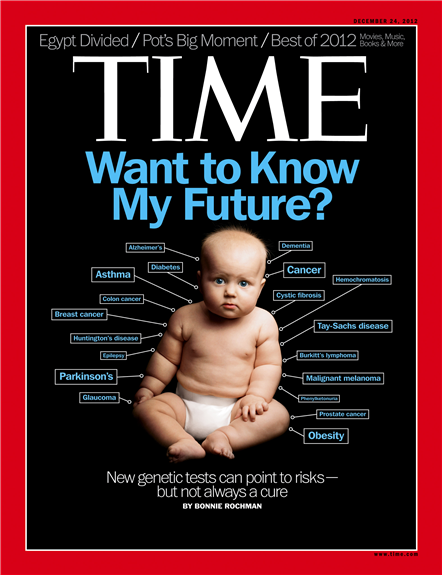 DECEMBER 24, 2012
Egypt Divided / Pot's Big Moment / Best of 2012 Movies, Music,
Books & More
TIME
Want to Know
My Future?
Alzheimer's
Dementia
Diabetes
Cancer
Asthma
Hemochromatosis
Colon cancer
Cystic fibrosis
Breast cancer
Tay-Sachs disease
Huntington's disease
Epilepsy
Burkitt's lymphoma
Parkinson's
Malignant melanoma
Glaucoma
Phenylketonuria
Prostate cancer
Obesity
New genetic tests can point to risks—
but not always a cure
BY BONNIE ROCHMAN
www.time.com